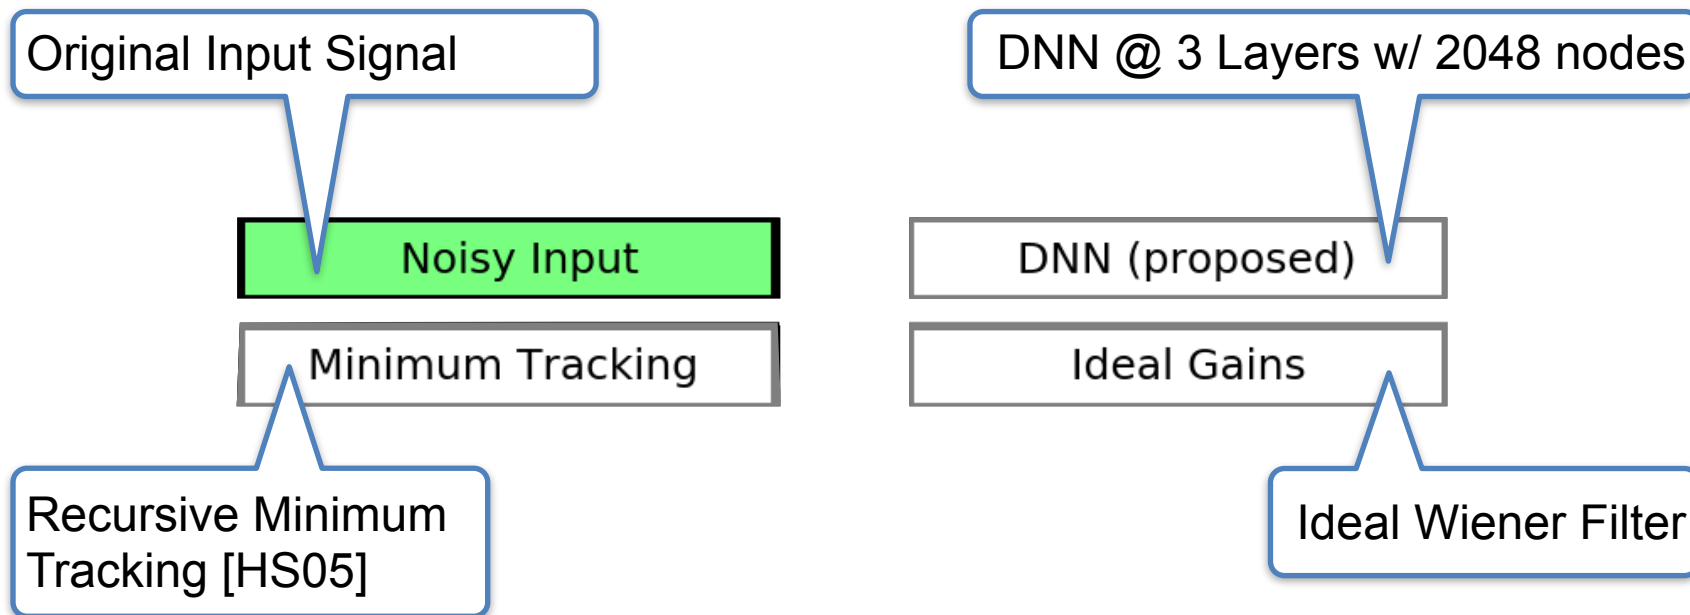 Original Input Signal
DNN @ 3 Layers w/ 2048 nodes
Noisy Input
DNN (proposed)
Minimum Tracking
Ideal Gains
Recursive Minimum
Tracking [HS05]
Ideal Wiener Filter